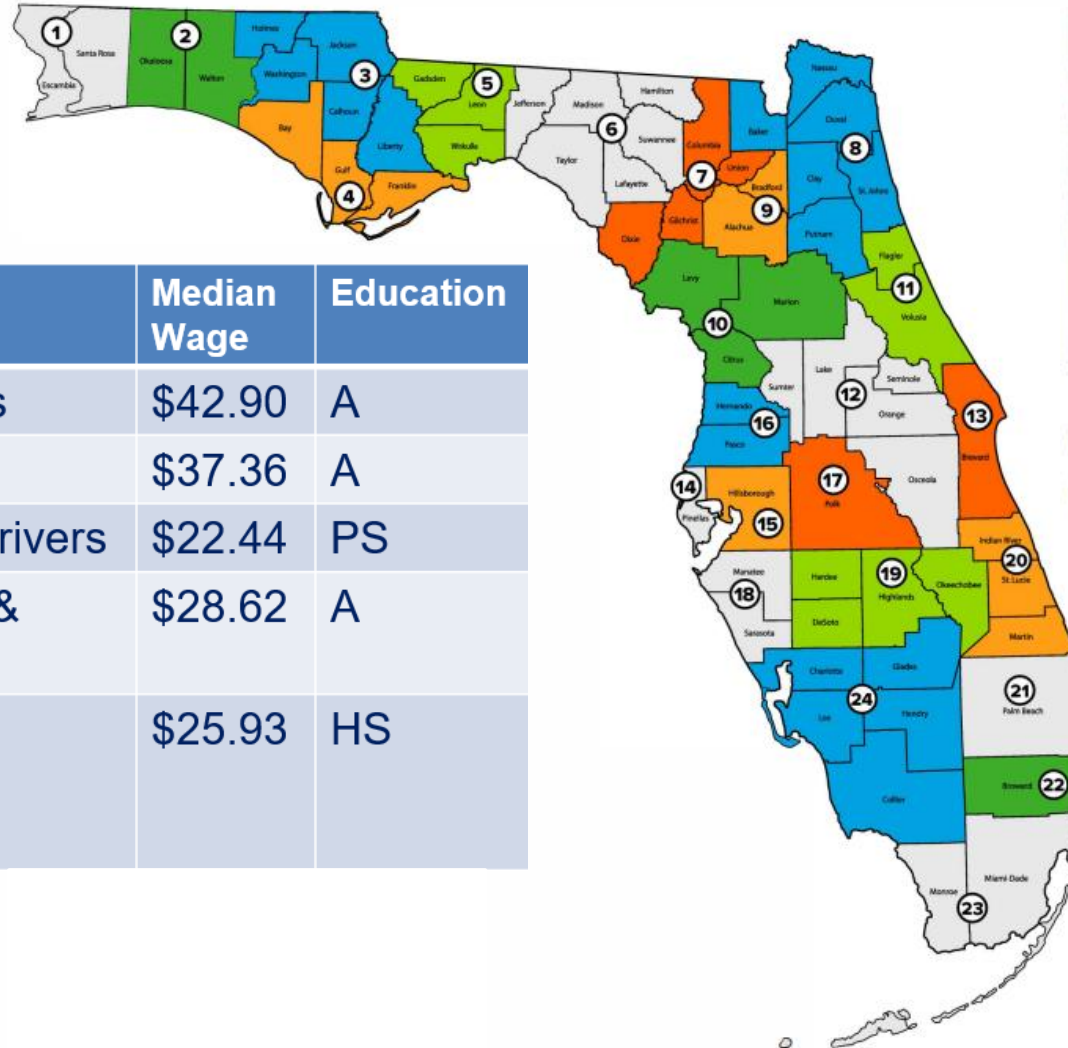 1
Escambia
Santa Rosa
2
Okaloosa
Walton
Holmes
Jackson
Washington
3
Calhoun
Liberty
Bay
Gulf
4
Franklin
Gadsden
5
Leon
Wakulla
Jefferson
Madison
Hamilton
6
Suwannee
Taylor
Lafayette
Columbia
7
Union
Dixie
Gilchrist
Baker
Bradford
9
Alachua
Nassau
Duval
8
Clay
St. Johns
Putnam
Flagler
11
Volusia
Levy
Marion
10
Citrus
Sumter
Lake
12
Seminole
Orange
Osceola
13
Brevard
Hernando
16
Pasco
14
Pinellas
Hillsborough
15
17
Polk
Indian River
20
St. Lucie
Martin
Manatee
18
Sarasota
Hardee
DeSoto
19
Highlands
Okeechobee
Charlotte
Glades
24
Lee
Hendry
Collier
21
Palm Beach
Broward
22
Monroe
Miami Dade
23
Median Wage Education
s $42.90 A
$37.36 A
rivers $22.44 PS
& $28.62 A
$25.93 HS